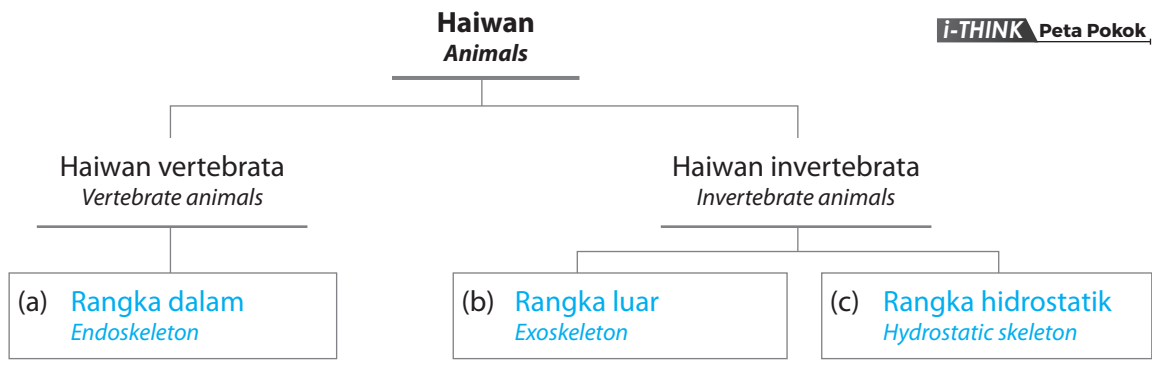 Haiwan
Animals
i-THINK Peta Pokok
Haiwan vertebrata
Vertebrate animals
Haiwan invertebrata
Invertebrate animals
(a) Rangka dalam
Endoskeleton
(b) Rangka luar
Exoskeleton
(c) Rangka hidrostatik
Hydrostatic skeleton